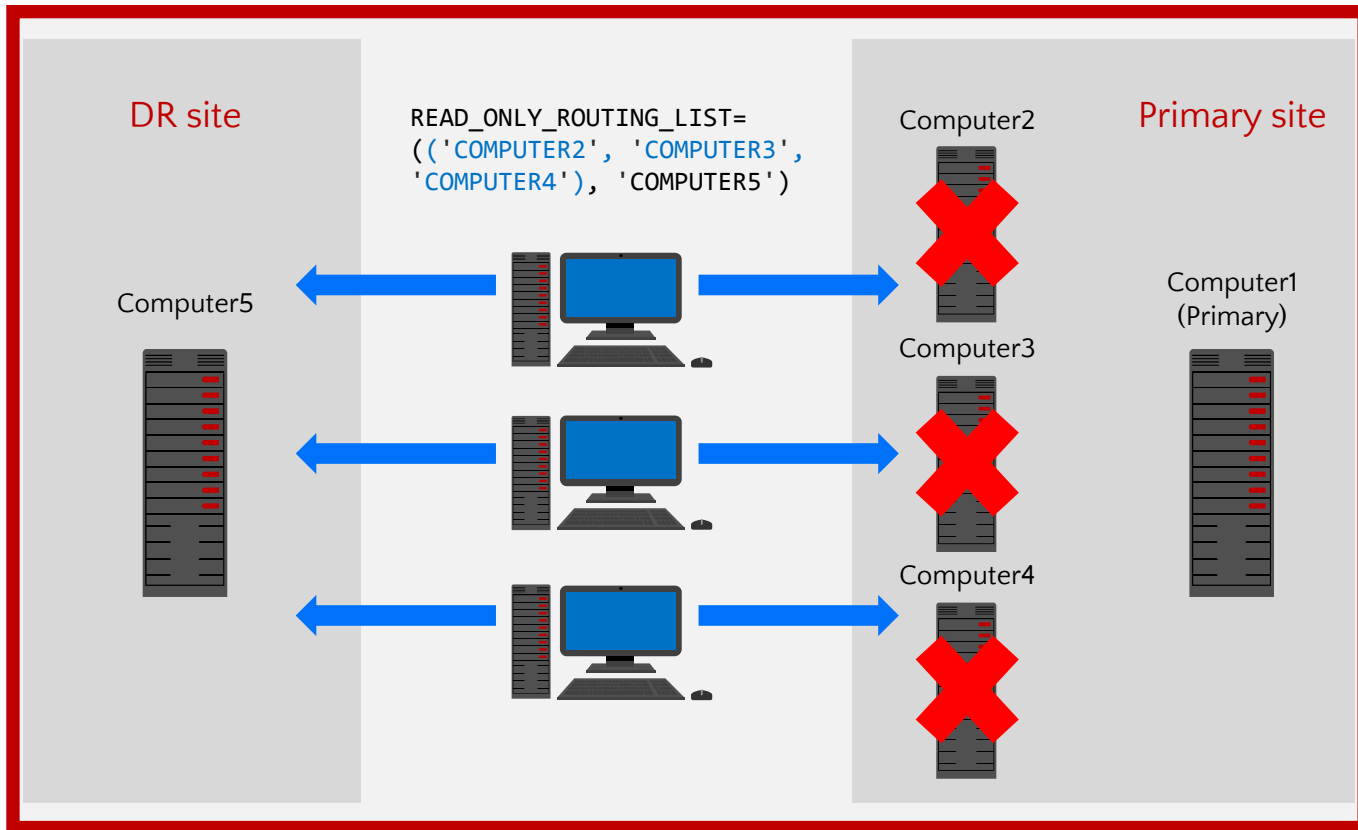 DR site
READ_ONLY_ROUTING_LIST=
(('COMPUTER2', 'COMPUTER3',
'COMPUTER4'), 'COMPUTER5')
Computer2
Primary site
Computer5
Computer1
(Primary)
Computer3
Computer4